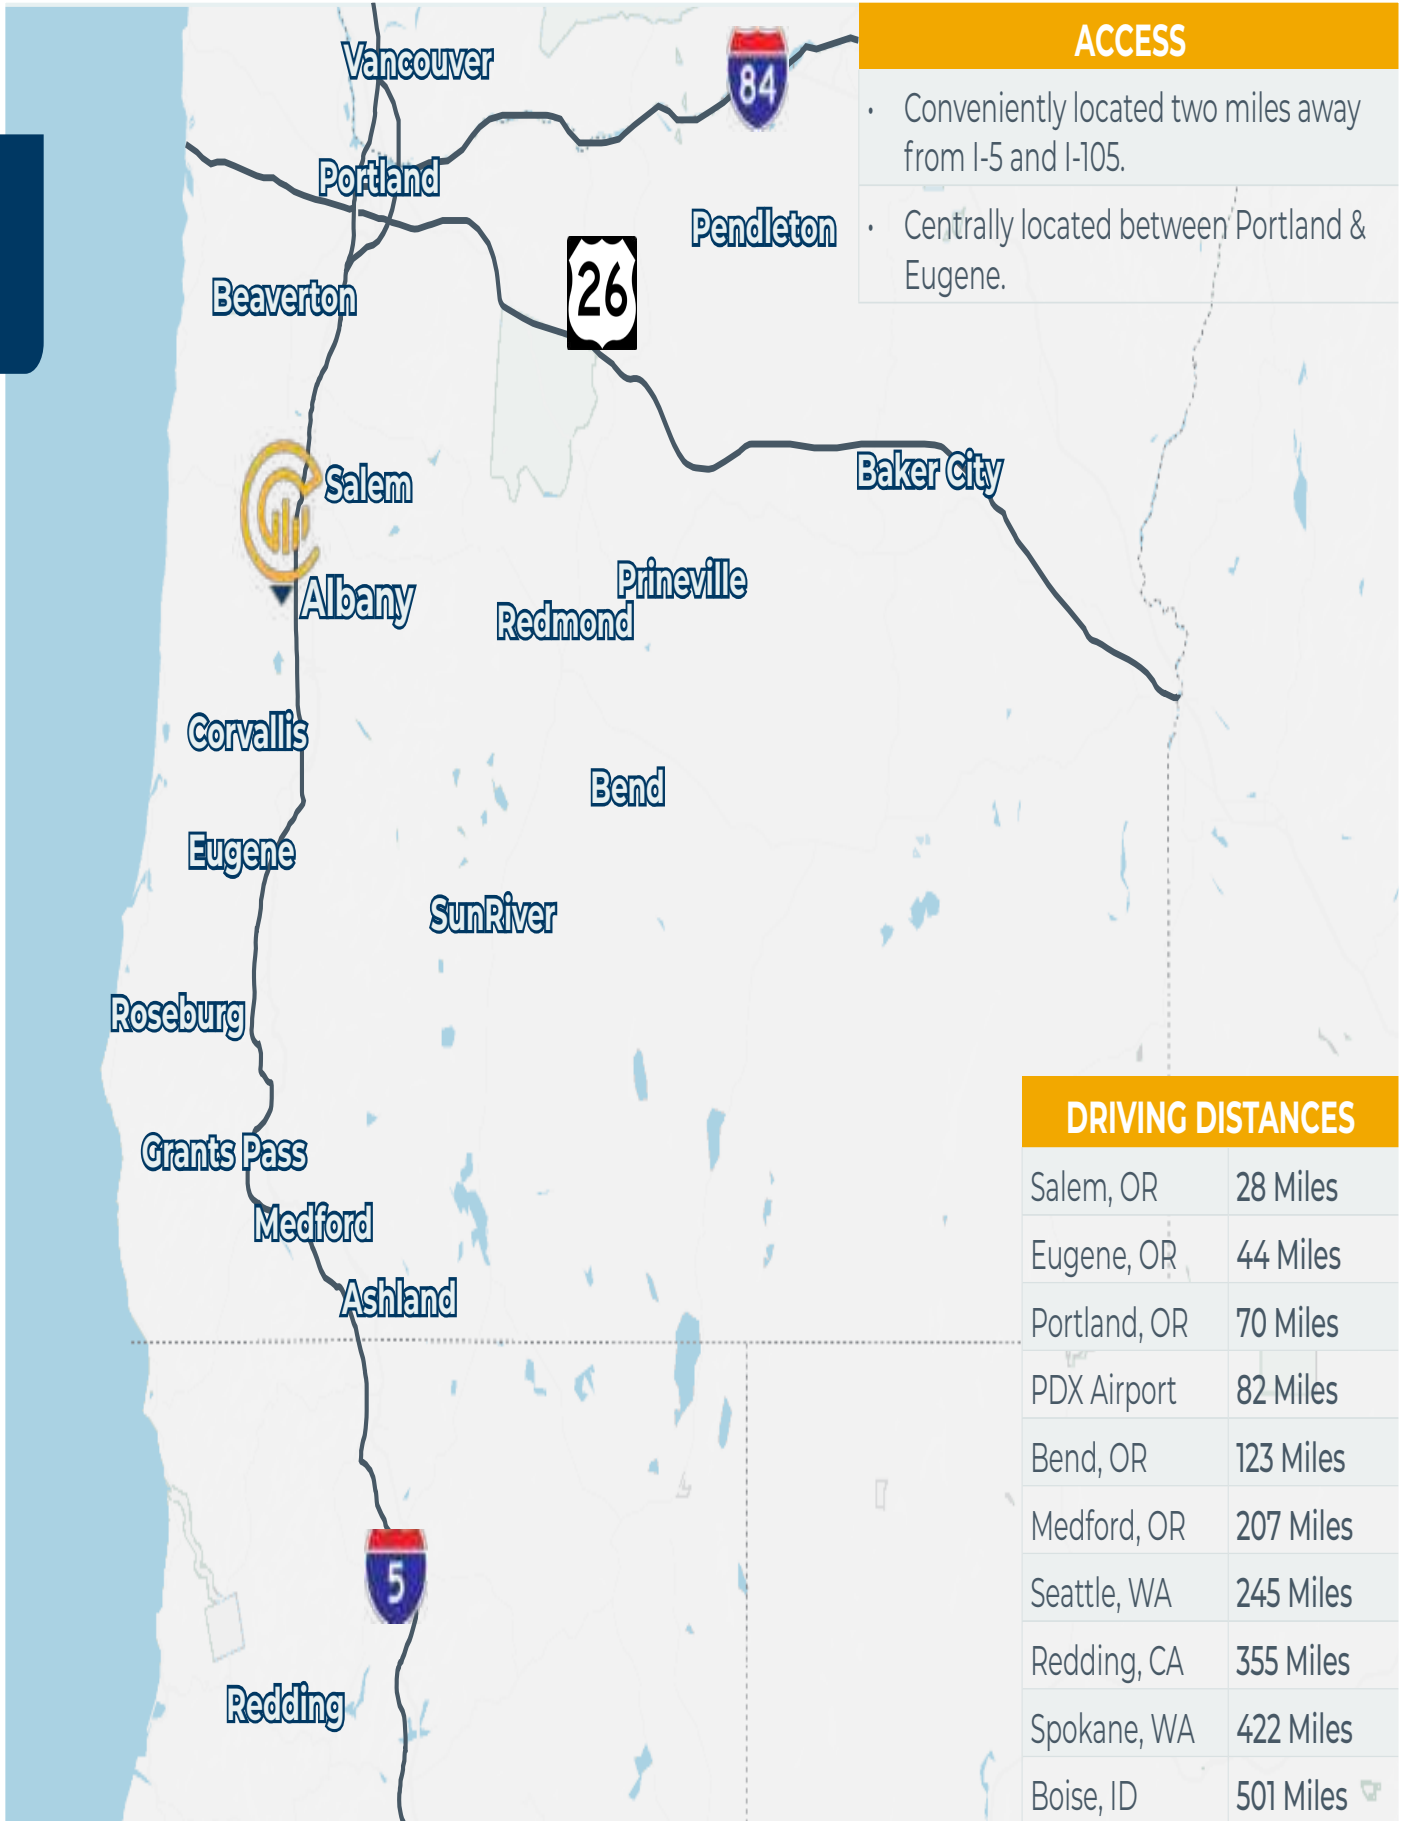 ACCESS
• Conveniently located two miles away
from I-5 and I-105.
• Centrally located between Portland &
Eugene.
Vancouver
84
Portland
Pendleton
26
Beaverton
Salem
Baker City
Albany
Prineville
Redmond
Corvallis
Bend
Eugene
SunRiver
Roseburg
Grants Pass
Medford
Ashland
5
Redding
DRIVING DISTANCES
Salem, OR 28 Miles
Eugene, OR 44 Miles
Portland, OR 70 Miles
PDX Airport 82 Miles
Bend, OR 123 Miles
Medford, OR 207 Miles
Seattle, WA 245 Miles
Redding, CA 355 Miles
Spokane, WA 422 Miles
Boise, ID 501 Miles